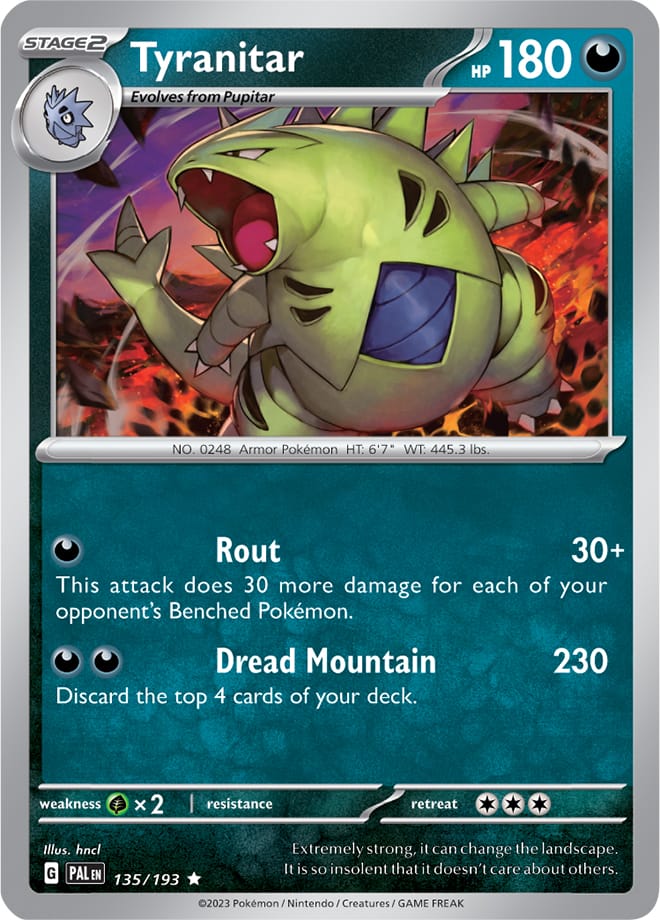 STAGE2 Tyranitar HP 180
Evolves from Pupitar
NO. 0248 Armor Pokémon HT: 6'7" WT: 445.3 lbs.
Rout 30+
This attack does 30 more damage for each of your
opponent's Benched Pokémon.
Dread Mountain 230
Discard the top 4 cards of your deck.
weakness ×2 resistance retreat
Illus. hncl
Extremely strong, it can change the landscape.
It is so insolent that it doesn't care about others.
G PAL EN 135/193
©2023 Pokémon / Nintendo / Creatures / GAME FREAK